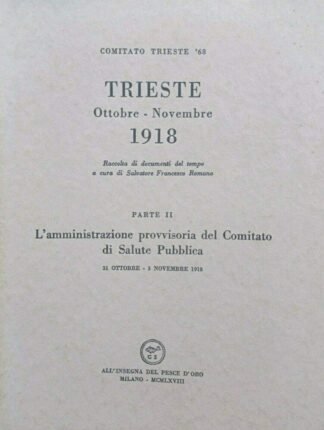 COMITATO TRIESTE '68
TRIESTE
Ottobre - Novembre
1918
Raccolta di documenti del tempo
a cura di Salvatore Francesco Romano
PARTE II
L'amministrazione provvisoria del Comitato
di Salute Pubblica
31 OTTOBRE - 3 NOVEMBRE 1918
ALL'INSEGNA DEL PESCE D'ORO
MILANO - MCMLXVIII